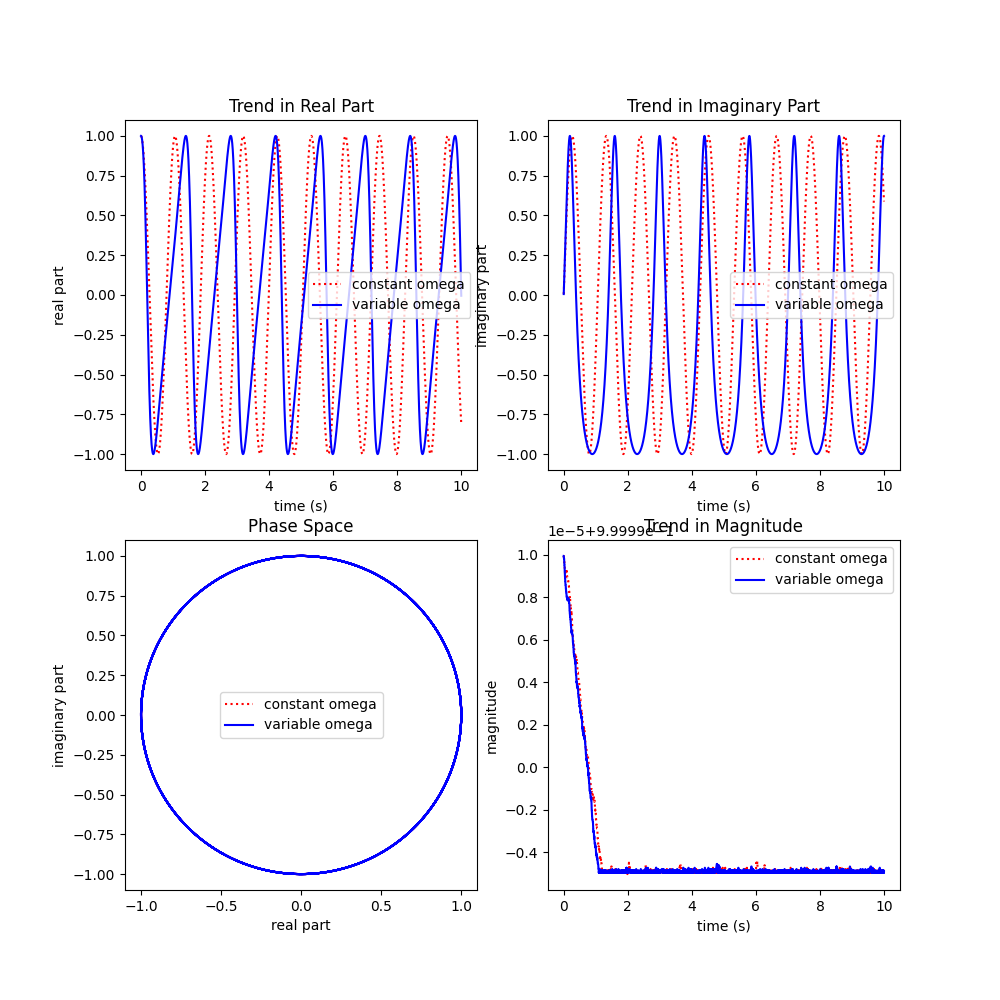 Trend in Real Part
1.00
0.75
0.50
0.25
0.00
−0.25
−0.50
−0.75
−1.00
real part
constant omega
variable omega
0 2 4 6 8 10
time (s)
Trend in Imaginary Part
1.00
0.75
0.50
0.25
0.00
−0.25
−0.50
−0.75
−1.00
imaginary part
constant omega
variable omega
0 2 4 6 8 10
time (s)
Phase Space
1.00
0.75
0.50
0.25
0.00
−0.25
−0.50
−0.75
−1.00
imaginary part
constant omega
variable omega
−1.0 −0.5 0.0 0.5 1.0
real part
1e-5+9.9999e−1
Trend in Magnitude
1.0
0.8
0.6
0.4
0.2
0.0
−0.2
−0.4
magnitude
constant omega
variable omega
0 2 4 6 8 10
time (s)